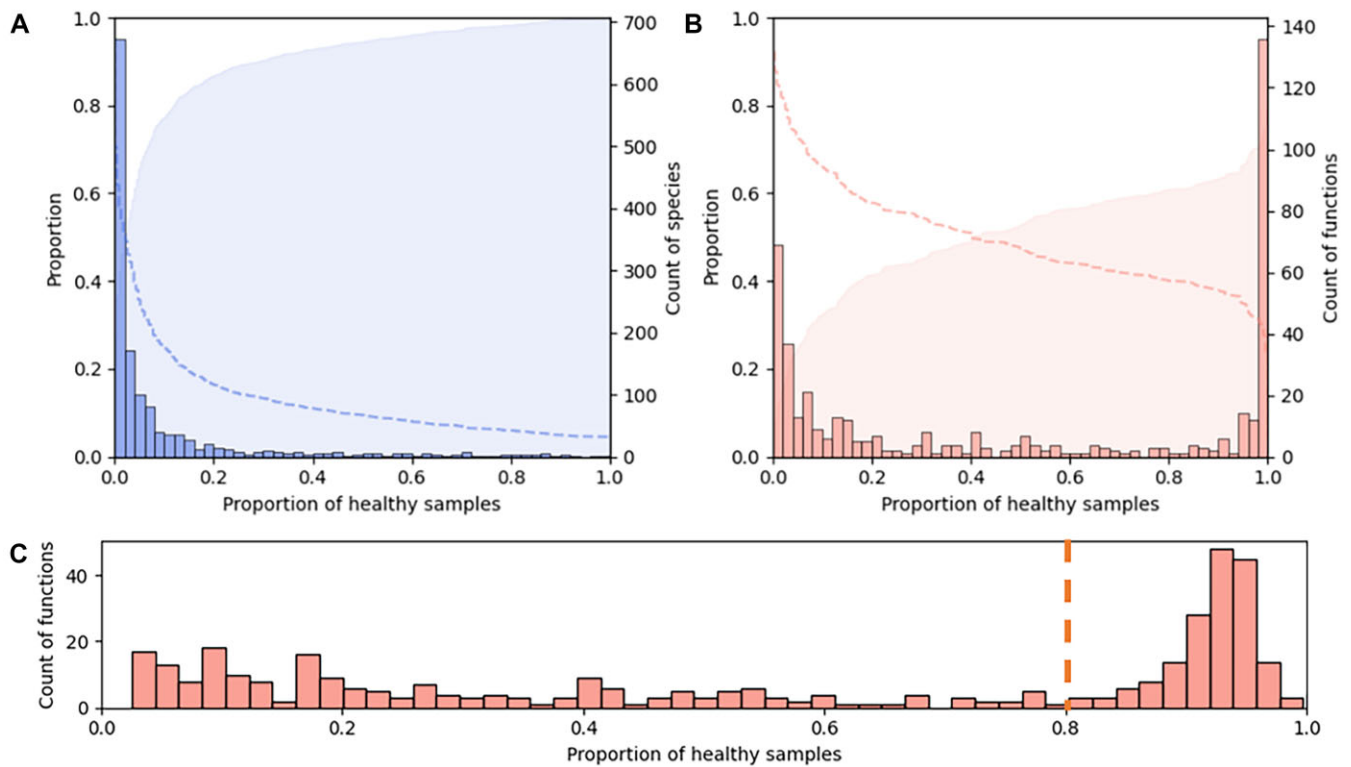 A
Proportion
1.0
0.8
0.6
0.4
0.2
0.0
0.0 0.2 0.4 0.6 0.8 1.0
Proportion of healthy samples
700
600
500
400
300
200
100
0
Count of species
B
Proportion
1.0
0.8
0.6
0.4
0.2
0.0
0.0 0.2 0.4 0.6 0.8 1.0
Proportion of healthy samples
140
120
100
80
60
40
20
0
Count of functions
C
Count of functions
40
20
0
0.0 0.2 0.4 0.6 0.8 1.0
Proportion of healthy samples